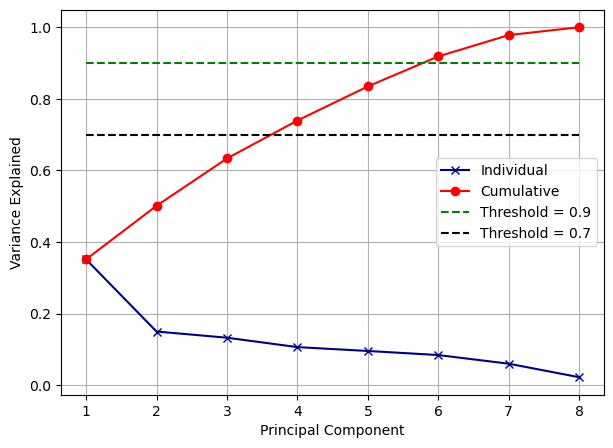 1.0
0.8
0.6
0.4
0.2
0.0
Variance Explained
Individual
Cumulative
Threshold = 0.9
Threshold = 0.7
1 2 3 4 5 6 7 8
Principal Component